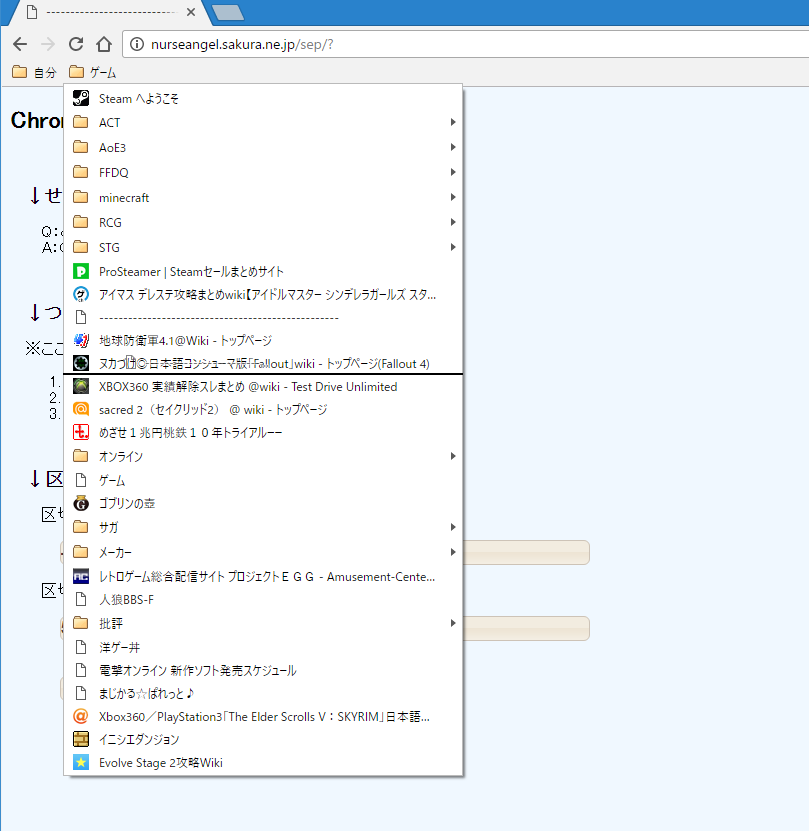 ------------------------------
nurseangel.sakura.ne.jp/sep/?
自分 ゲーム
Chron
Steam へようこそ
ACT
AoE3
FFDQ
↓せ
minecraft
RCG
Q:
A:
STG
ProSteamer | Steamセールまとめサイト
アイマス デレステ攻略まとめwiki【アイドルマスター シンデレラガールズ スタ...
↓つ
--------------------------------------------------
地球防衛軍4.1@Wiki - トップページ
※ここ
ヌカづけ◎日本語コンシューマ版「Fallout」wiki - トップページ(Fallout 4)
1.
XBOX360 実績解除スレまとめ @wiki - Test Drive Unlimited
2.
sacred 2（セイクリッド2） @ wiki - トップページ
3.
めざせ１兆円桃鉄１０年トライアルー
オンライン
↓区
ゲーム
ゴブリンの壺
区せ
サガ
メーカー
レトロゲーム総合配信サイト プロジェクトＥＧＧ - Amusement-Cente...
区せ
人狼BBS-F
批評
洋ゲー丼
電撃オンライン 新作ソフト発売スケジュール
まじかる☆ぱれっと♪
Xbox360／PlayStation3「The Elder Scrolls V：SKYRIM」日本語...
イニシエダンジョン
Evolve Stage 2攻略Wiki